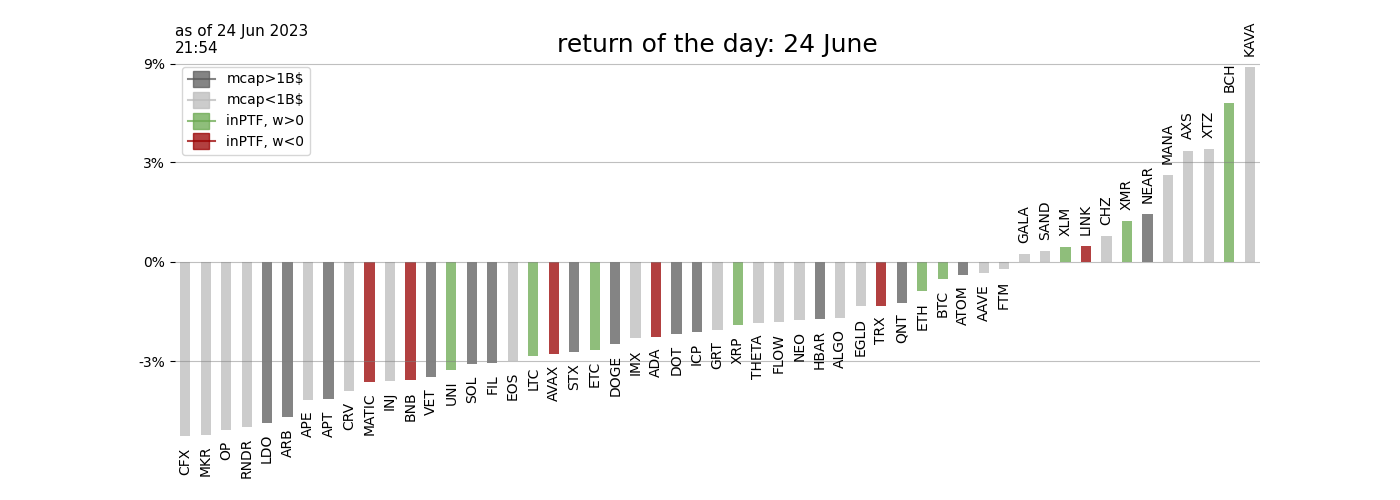 as of 24 Jun 2023
21:54
return of the day: 24 June
9%
3%
0%
-3%
mcap>1B$
mcap<1B$
inPTF, w>0
inPTF, w<0
CFX
MKR
OP
RNDR
LDO
ARB
APE
APT
CRV
MATIC
INJ
BNB
VET
UNI
SOL
FIL
EOS
LTC
AVAX
STX
ETC
DOGE
IMX
ADA
DOT
ICP
GRT
XRP
THETA
FLOW
NEO
HBAR
ALGO
EGLD
TRX
QNT
ETH
BTC
ATOM
AAVE
FTM
GALA
SAND
XLM
LINK
CHZ
XMR
NEAR
MANA
AXS
XTZ
BCH
KAVA